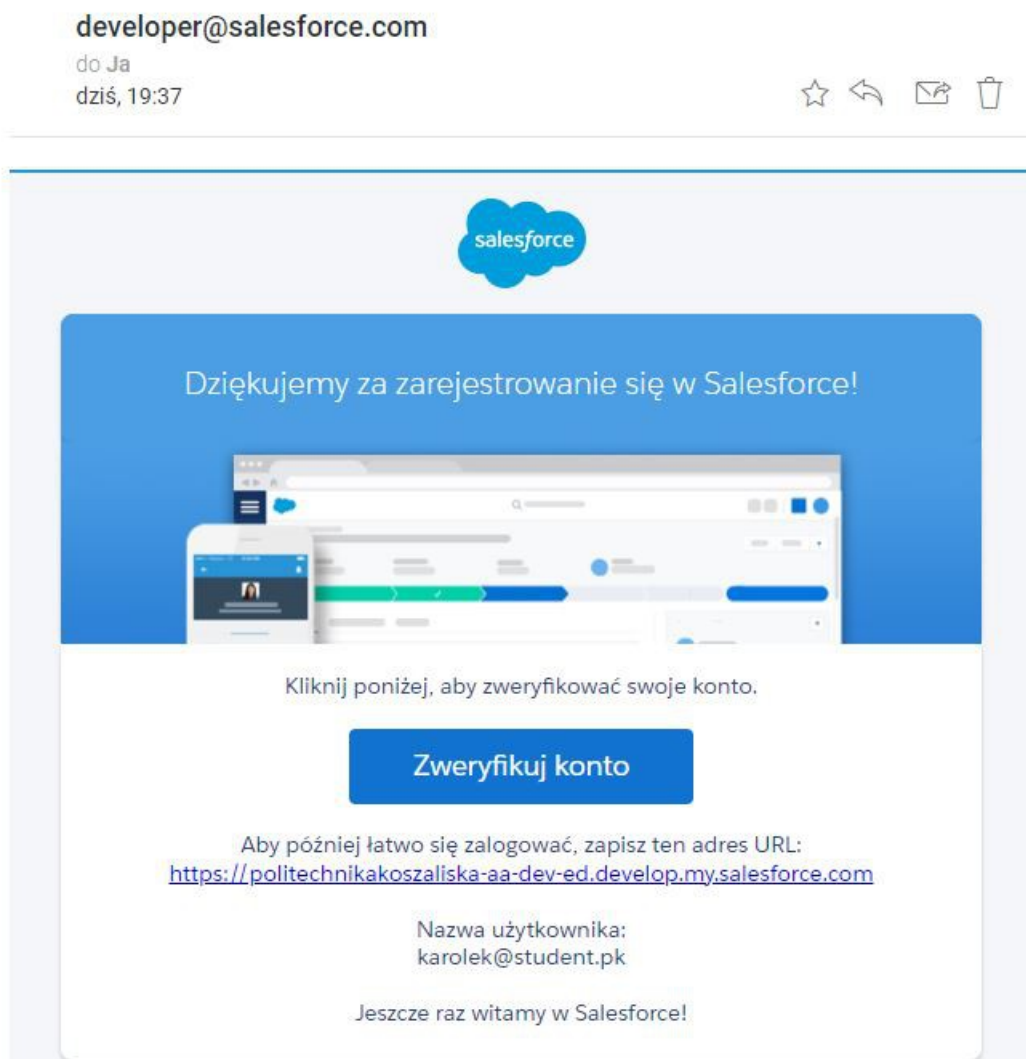 developer@salesforce.com
do Ja
dziś, 19:37
salesforce
Dziękujemy za zarejestrowanie się w Salesforce!
Kliknij poniżej, aby zweryfikować swoje konto.
Zweryfikuj konto
Aby później łatwo się zalogować, zapisz ten adres URL:
https://politechnikakoszaliska-aa-dev-ed.develop.my.salesforce.com
Nazwa użytkownika:
karolek@student.pk
Jeszcze raz witamy w Salesforce!